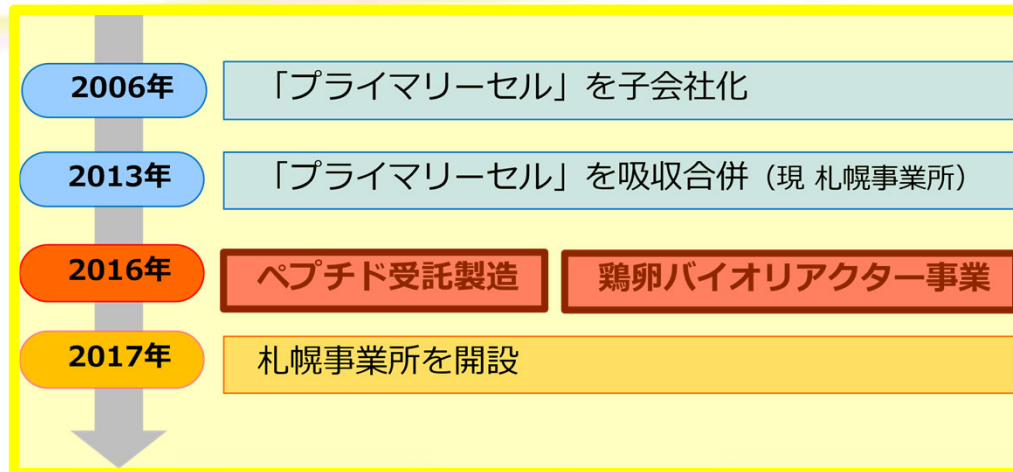 2006年 「プライマリーセル」を子会社化
2013年 「プライマリーセル」を吸収合併（現 札幌事業所）
2016年 ペプチド受託製造 鶏卵バイオリアクター事業
2017年 札幌事業所を開設